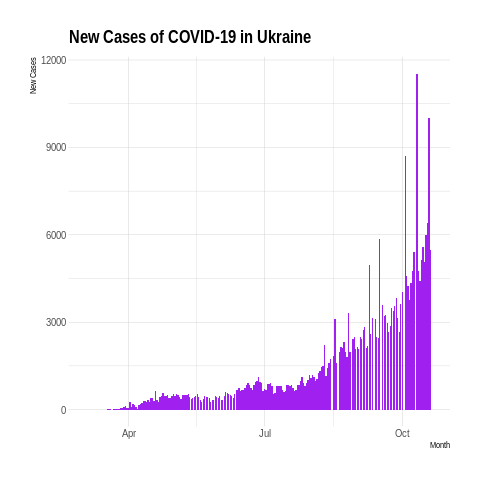 New Cases of COVID-19 in Ukraine
New Cases
12000
9000
6000
3000
0
Apr
Jul
Oct
Month